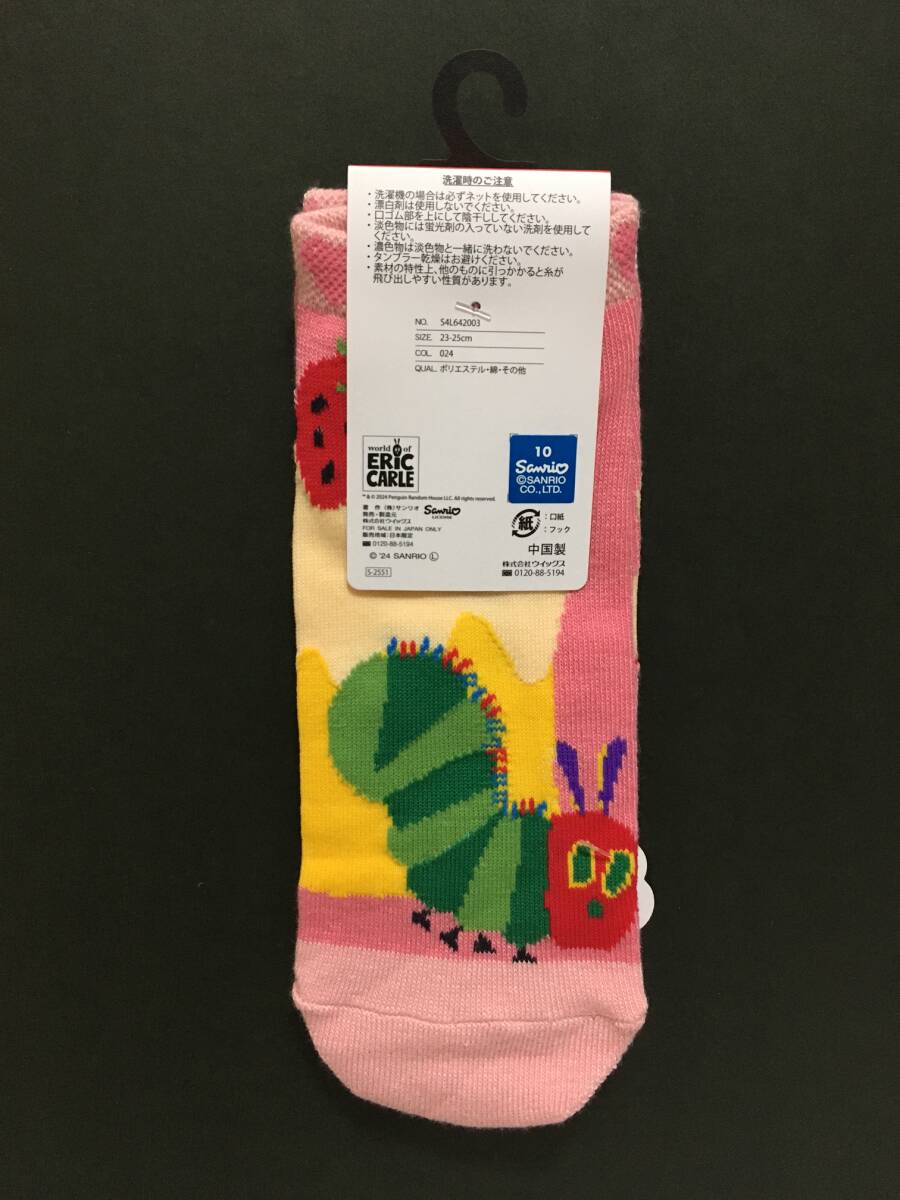 洗濯時のご注意
・洗濯機の場合は必ずネットを使用してください。
・漂白剤は使用しないでください。
・口ゴム部を上にして陰干ししてください。
・淡色物には蛍光剤の入っていない洗剤を使用して
ください。
・濃色物は淡色物と一緒に洗わないでください。
・タンブラー乾燥はお避けください。
・素材の特性上、他のものに引っかかると糸が
飛び出しやすい性質があります。
NO. S4L642003
SIZE 23-25cm
COL. 024
QUAL. ポリエステル・綿・その他
world of
ERIC
CARLE
™ & © 2024 Penguin Random House LLC. All rights reserved.
著 作 (株)サンリオ
発売・製造元
株式会社ウイックス
Sanrio
LICENSE
FOR SALE IN JAPAN ONLY
販売地域:日本限定
0120-88-5194
© '24 SANRIO Ⓛ
S-2551
10
Sanrio
©SANRIO
CO.,LTD.
紙
:口紙
:フック
中国製
株式会社ウイックス
0120-88-5194